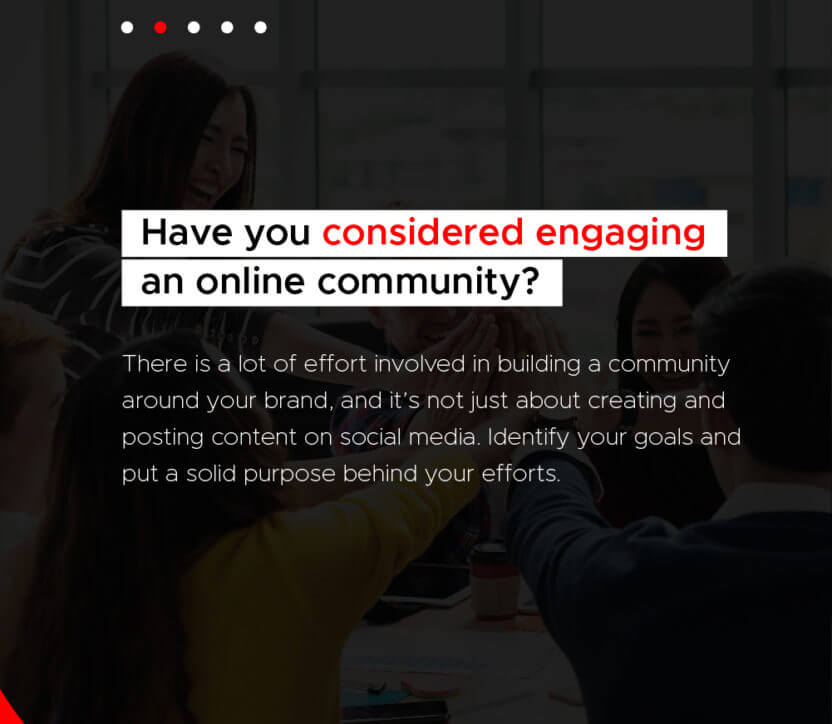 Have you considered engaging
an online community?
There is a lot of effort involved in building a community
around your brand, and it's not just about creating and
posting content on social media. Identify your goals and
put a solid purpose behind your efforts.